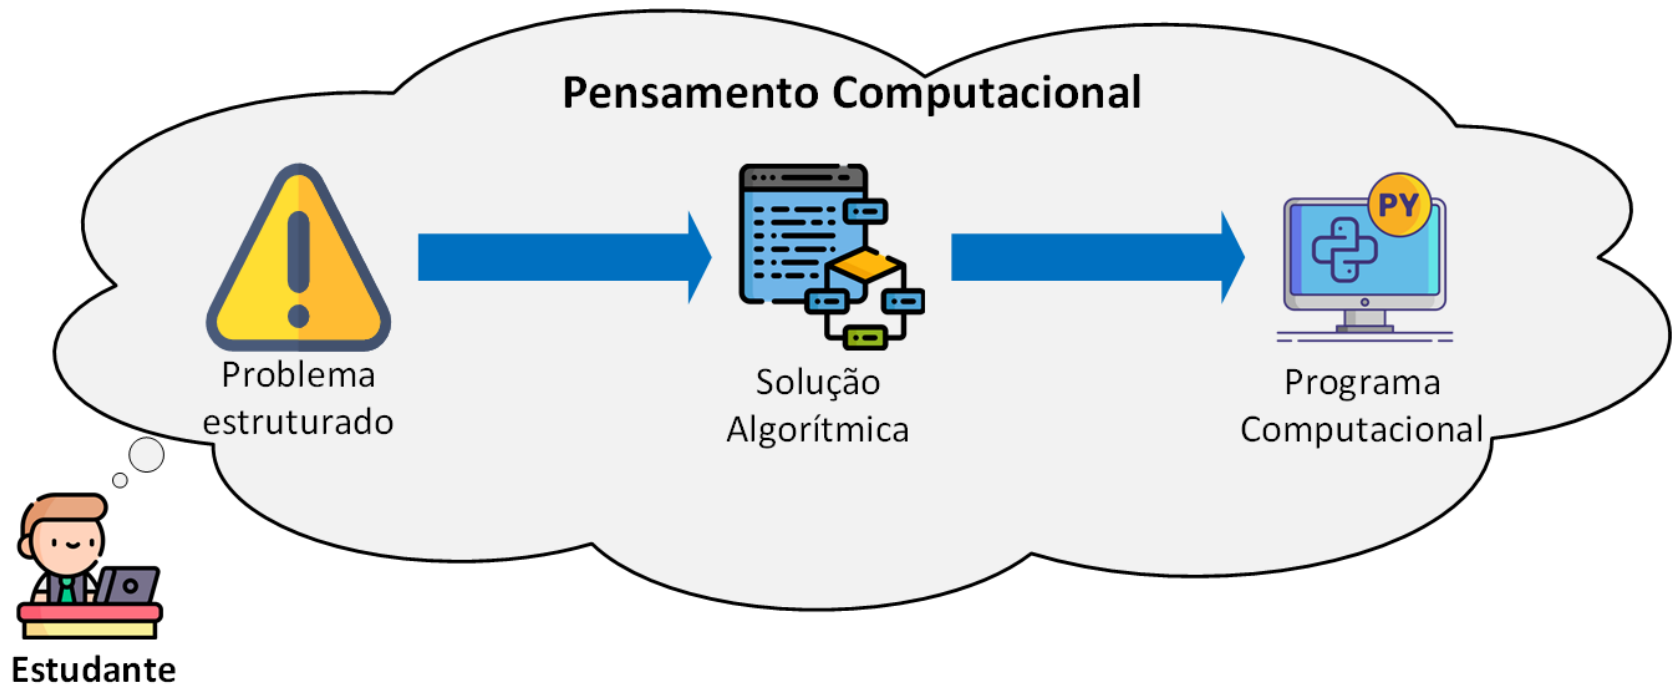 Pensamento Computacional
PY
Problema
estruturado
Solução
Algorítmica
Programa
Computacional
Estudante